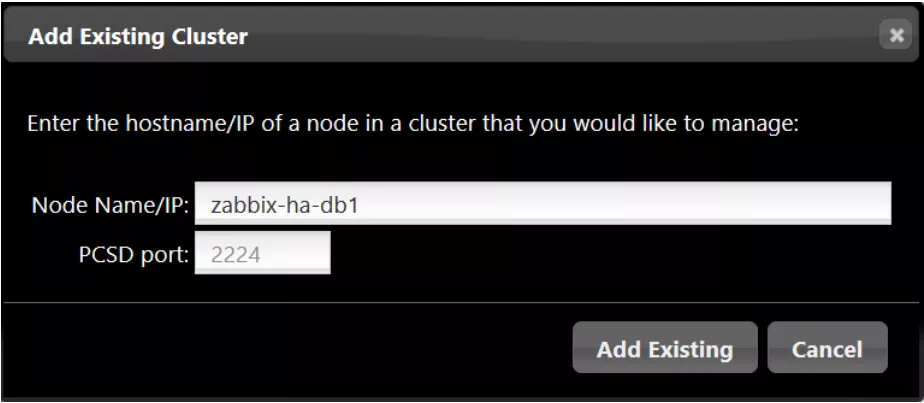 Add Existing Cluster
Enter the hostname/IP of a node in a cluster that you would like to manage:
Node Name/IP: zabbix-ha-db1
PCSD port: 2224
Add Existing Cancel